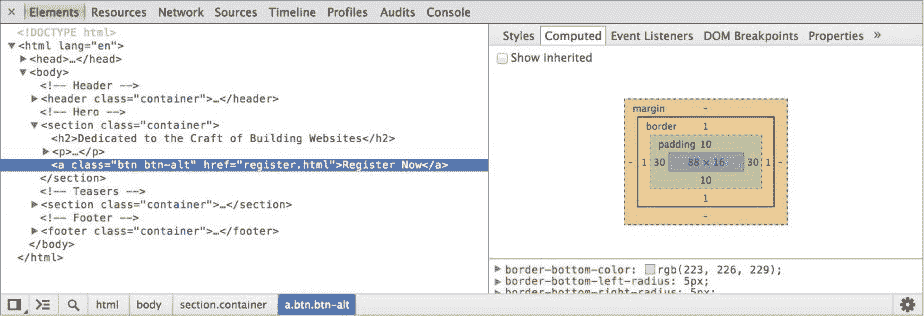 × Elements Resources Network Sources Timeline Profiles Audits Console
<!DOCTYPE html>
▼<html lang="en">
▶<head>…</head>
▼<body>
<!-- Header -->
▶<header class="container">…</header>
<!-- Hero -->
▼<section class="container">
<h2>Dedicated to the Craft of Building Websites</h2>
▶<p>…</p>
<a class="btn btn-alt" href="register.html">Register Now</a>
</section>
<!-- Teasers -->
▶<section class="container">…</section>
<!-- Footer -->
▶<footer class="container">…</footer>
</body>
</html>
html body section.container a.btn.btn-alt
Styles Computed Event Listeners DOM Breakpoints Properties »
Show inherited
margin -
border 1
padding 10
- 1 30 88 × 16 30 1 -
10
1
-
▶border-bottom-color: rgb(223, 226, 229);
▶border-bottom-left-radius: 5px;
▶border-bottom-right-radius: 5px;